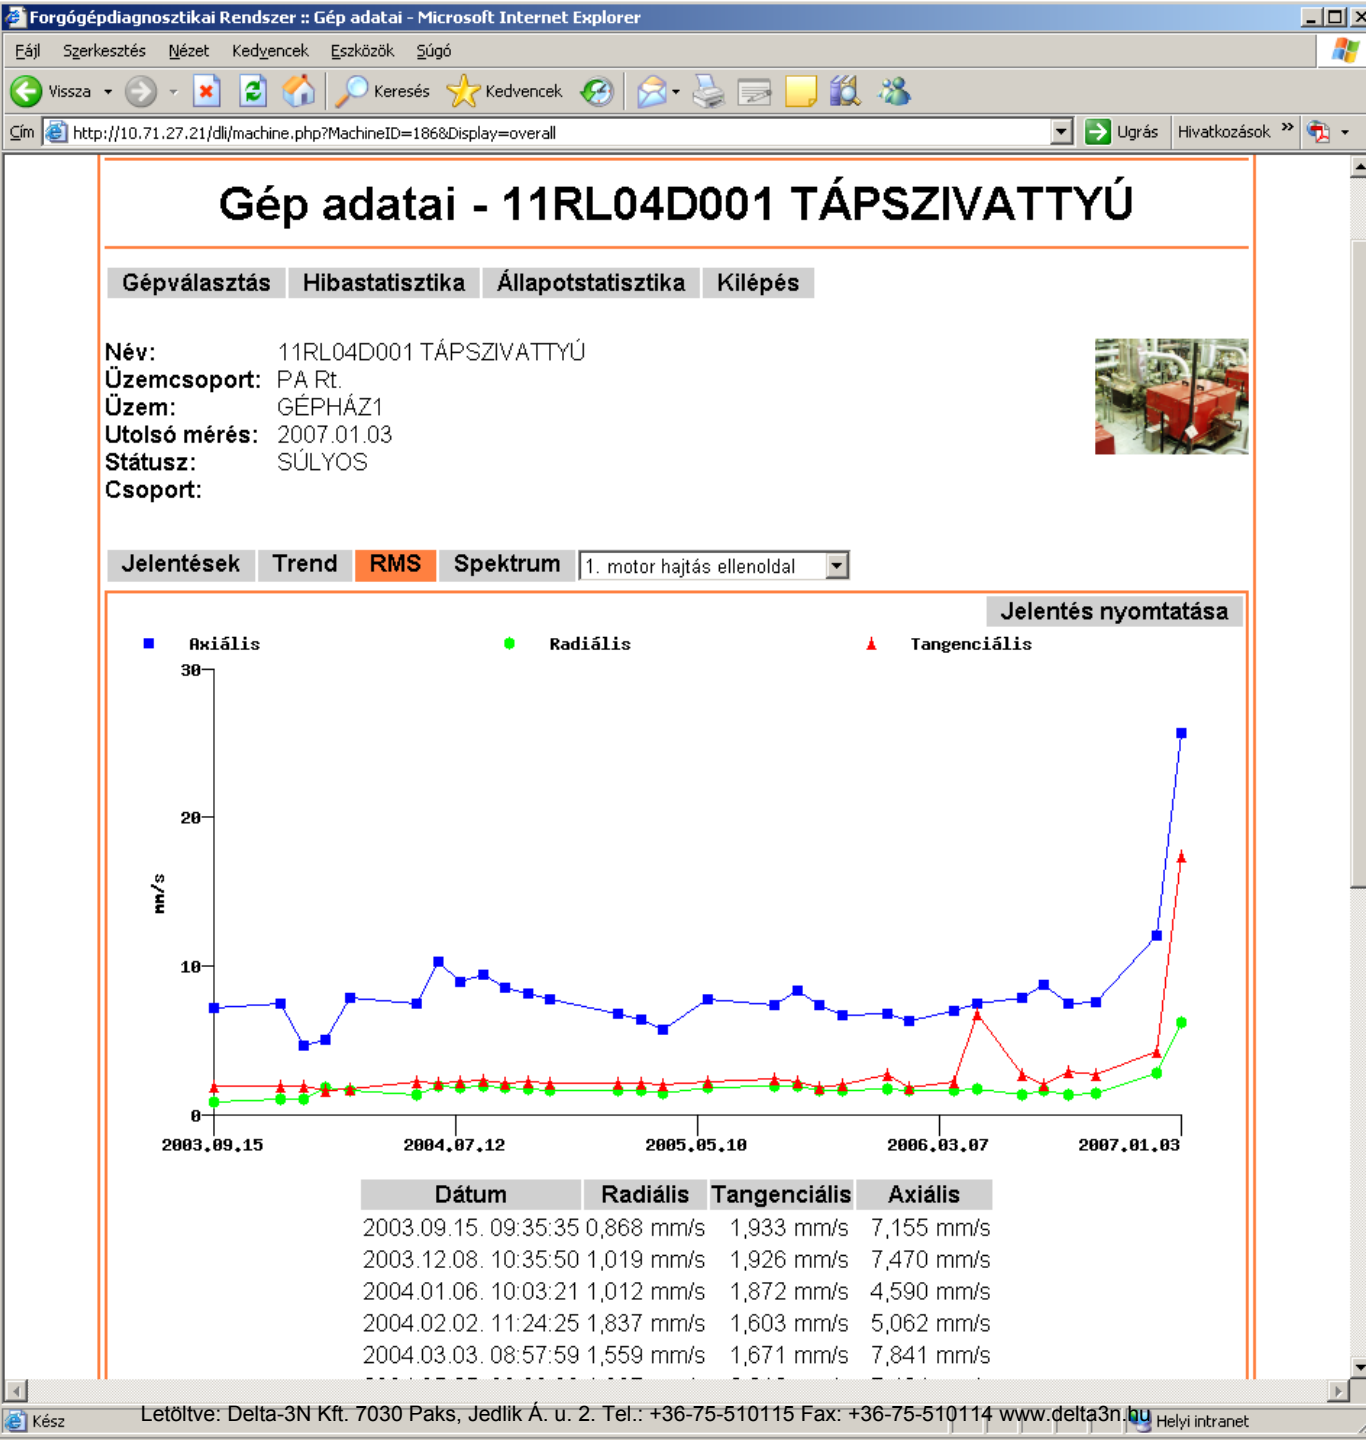 Forgógépdiagnosztikai Rendszer :: Gép adatai - Microsoft Internet Explorer
Fájl Szerkesztés Nézet Kedvencek Eszközök Súgó
Vissza Keresés Kedvencek
Cím http://10.71.27.21/dli/machine.php?MachineID=186&Display=overall Ugrás Hivatkozások »
Gép adatai - 11RL04D001 TÁPSZIVATTYÚ
Gépválasztás Hibastatisztika Állapotstatisztika Kilépés
Név: 11RL04D001 TÁPSZIVATTYÚ
Üzemcsoport: PA Rt.
Üzem: GÉPHÁZ1
Utolsó mérés: 2007.01.03
Státusz: SÚLYOS
Csoport:
Jelentések Trend RMS Spektrum 1. motor hajtás ellenoldal
Jelentés nyomtatása
Axiális Radiális Tangenciális
30
20
mm/s
10
0
2003.09.15 2004.07.12 2005.05.10 2006.03.07 2007.01.03
Dátum Radiális Tangenciális Axiális
2003.09.15. 09:35:35 0,868 mm/s 1,933 mm/s 7,155 mm/s
2003.12.08. 10:35:50 1,019 mm/s 1,926 mm/s 7,470 mm/s
2004.01.06. 10:03:21 1,012 mm/s 1,872 mm/s 4,590 mm/s
2004.02.02. 11:24:25 1,837 mm/s 1,603 mm/s 5,062 mm/s
2004.03.03. 08:57:59 1,559 mm/s 1,671 mm/s 7,841 mm/s
Kész Letöltve: Delta-3N Kft. 7030 Paks, Jedlik Á. u. 2. Tel.: +36-75-510115 Fax: +36-75-510114 www.delta3n.hu Helyi intranet